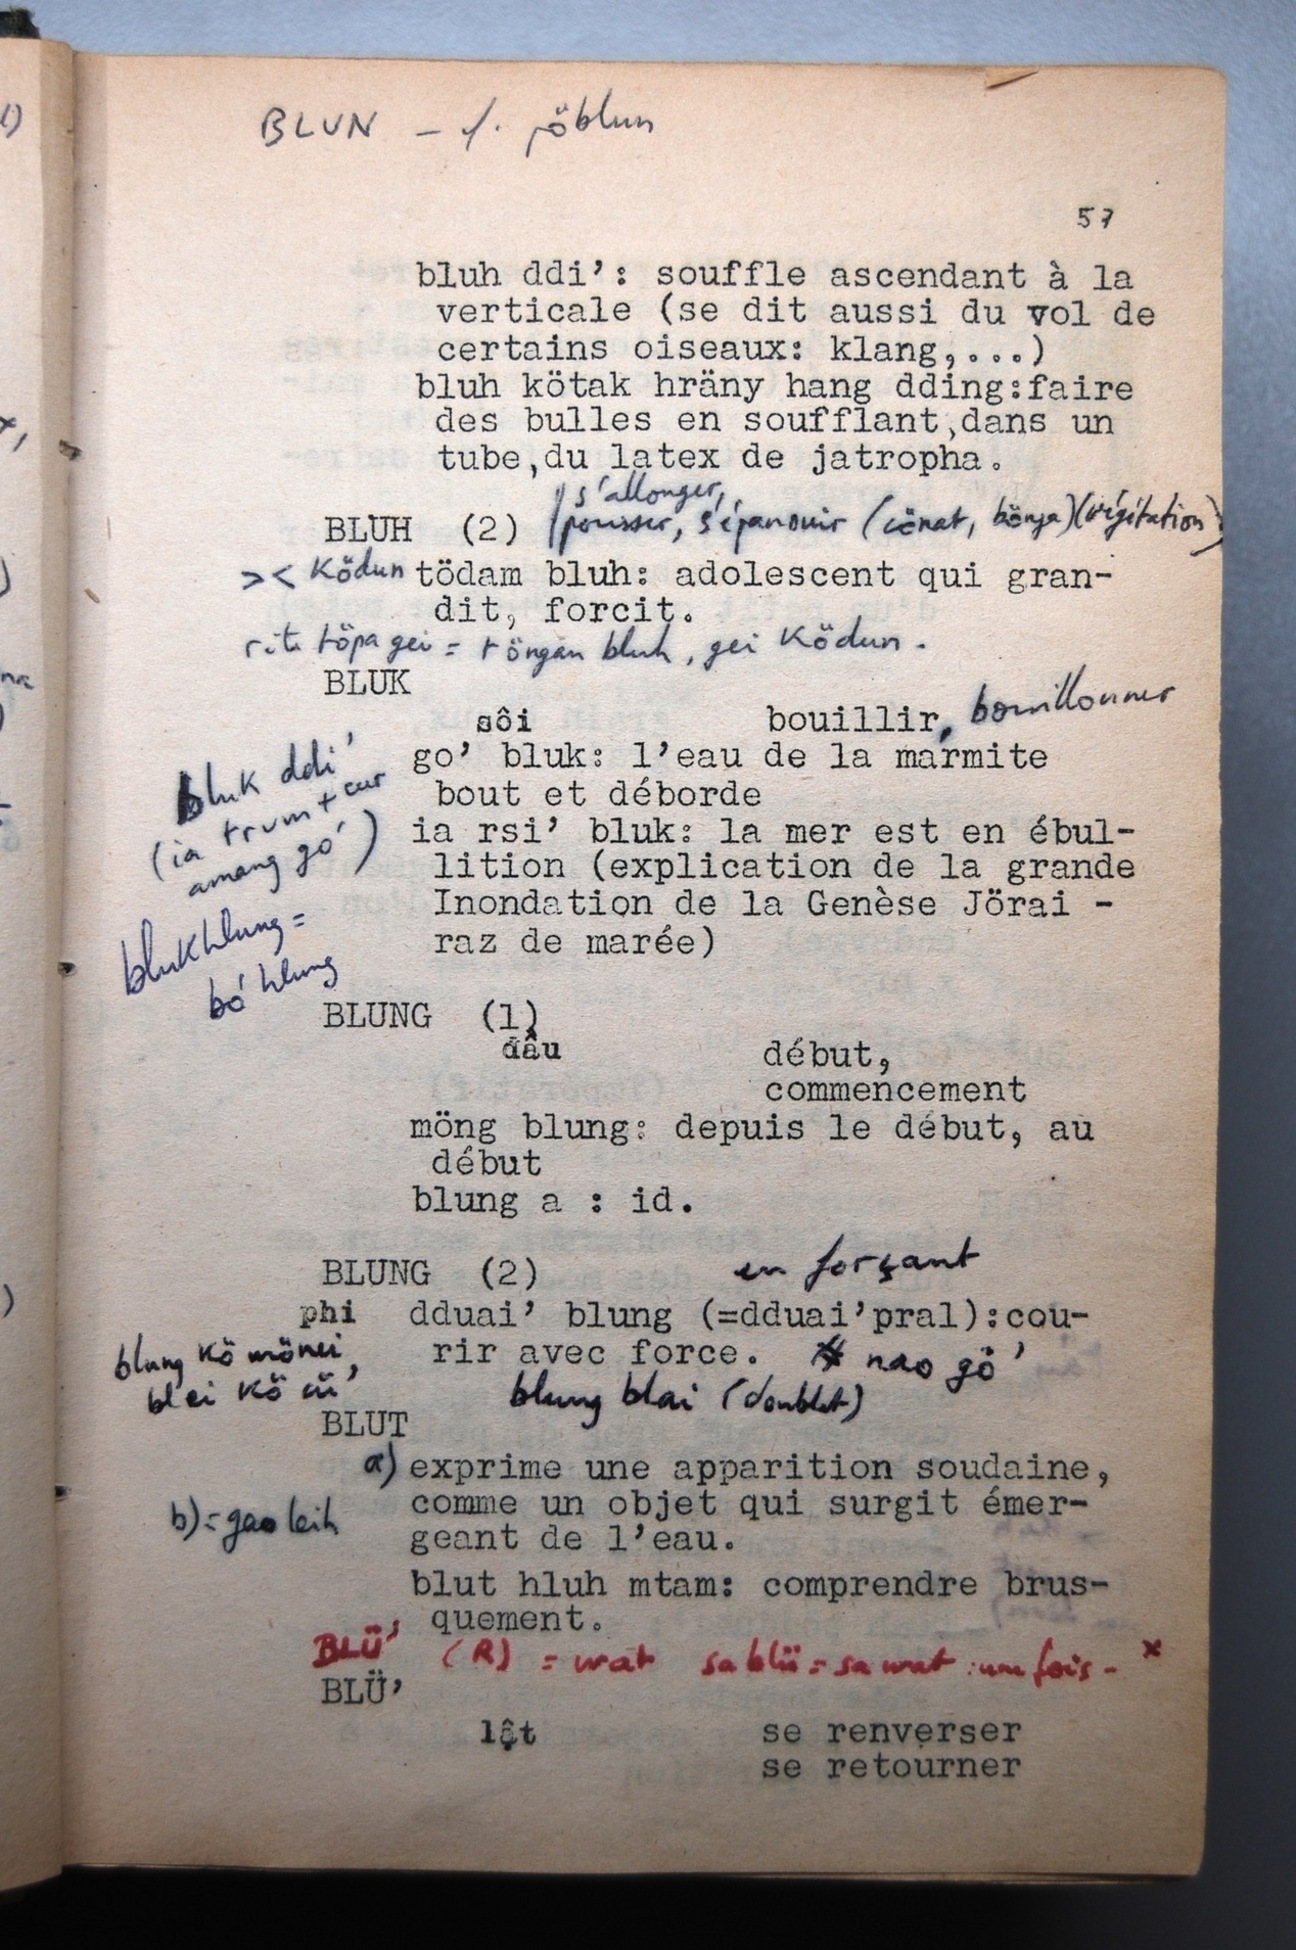 BLUN - f. pöblun
57
bluh ddi’: souffle ascendant à la
verticale (se dit aussi du vol de
certains oiseaux: klang,...)
bluh kötak hräny hang dding:faire
des bulles en soufflant,dans un
tube,du latex de jatropha.
s'allonger,
BLUH (2) pousser, s'épanouir (cönat, bönga)(végétation)
>< Ködun tödam bluh: adolescent qui gran-
dit, forcit.
töpa gei = töngan bluh, gei Ködun.
BLUK
sôi bouillir, bouillonner
go’ bluk: l’eau de la marmite
bout et déborde
bluk ddi'
(ia trum+cur
amang gó')
ia rsi’ bluk: la mer est en ébul-
lition (explication de la grande
Inondation de la Genèse Jörai -
raz de marée)
bluk hlung =
bó' hlung
BLUNG (1)
đầu début,
commencement
möng blung: depuis le début, au
début
blung a : id.
BLUNG (2) en forçant
phi dduai’ blung (=dduai’pral):cou-
rir avec force. nao gö'
blung kö mönei,
blei kö cü'
blung blai (doublet)
BLUT
a) exprime une apparition soudaine,
comme un objet qui surgit émer-
geant de l’eau.
b) = gao leih
blut hluh mtam: comprendre brus-
quement.
BLÜ’ (R) = wat sa blü = sa wat : une fois - x
BLÜ’
lật se renverser
se retourner